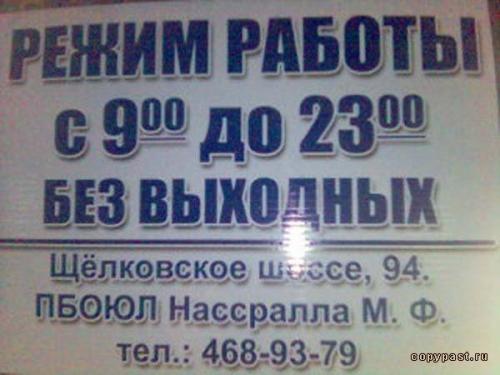 РЕЖИМ РАБОТЫ
с 9⁰⁰ до 23⁰⁰
БЕЗ ВЫХОДНЫХ
Щёлковское шоссе, 94.
ПБОЮЛ Нассралла М. Ф.
тел.: 468-93-79
copypast.ru